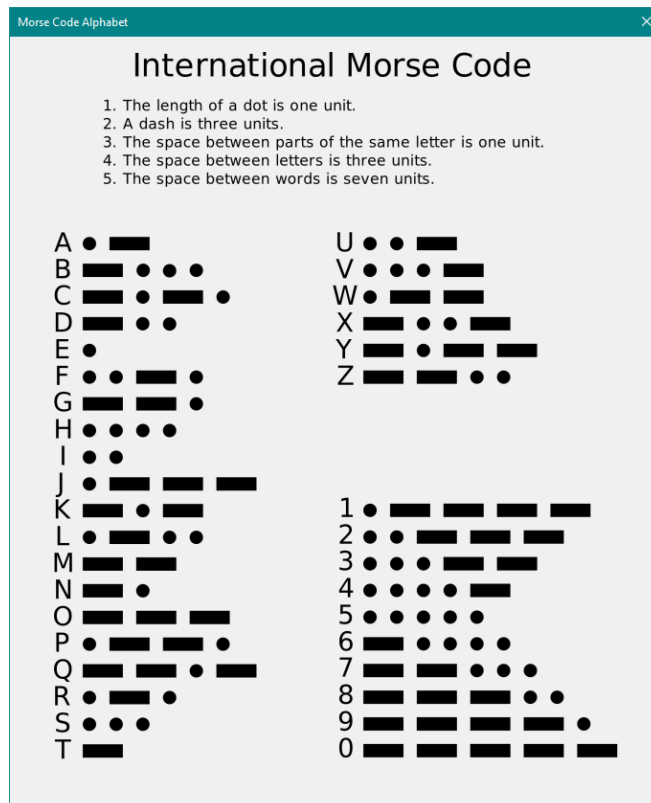 Morse Code Alphabet
International Morse Code
1. The length of a dot is one unit.
2. A dash is three units.
3. The space between parts of the same letter is one unit.
4. The space between letters is three units.
5. The space between words is seven units.
A
B
C
D
E
F
G
H
I
J
K
L
M
N
O
P
Q
R
S
T
U
V
W
X
Y
Z
1
2
3
4
5
6
7
8
9
0